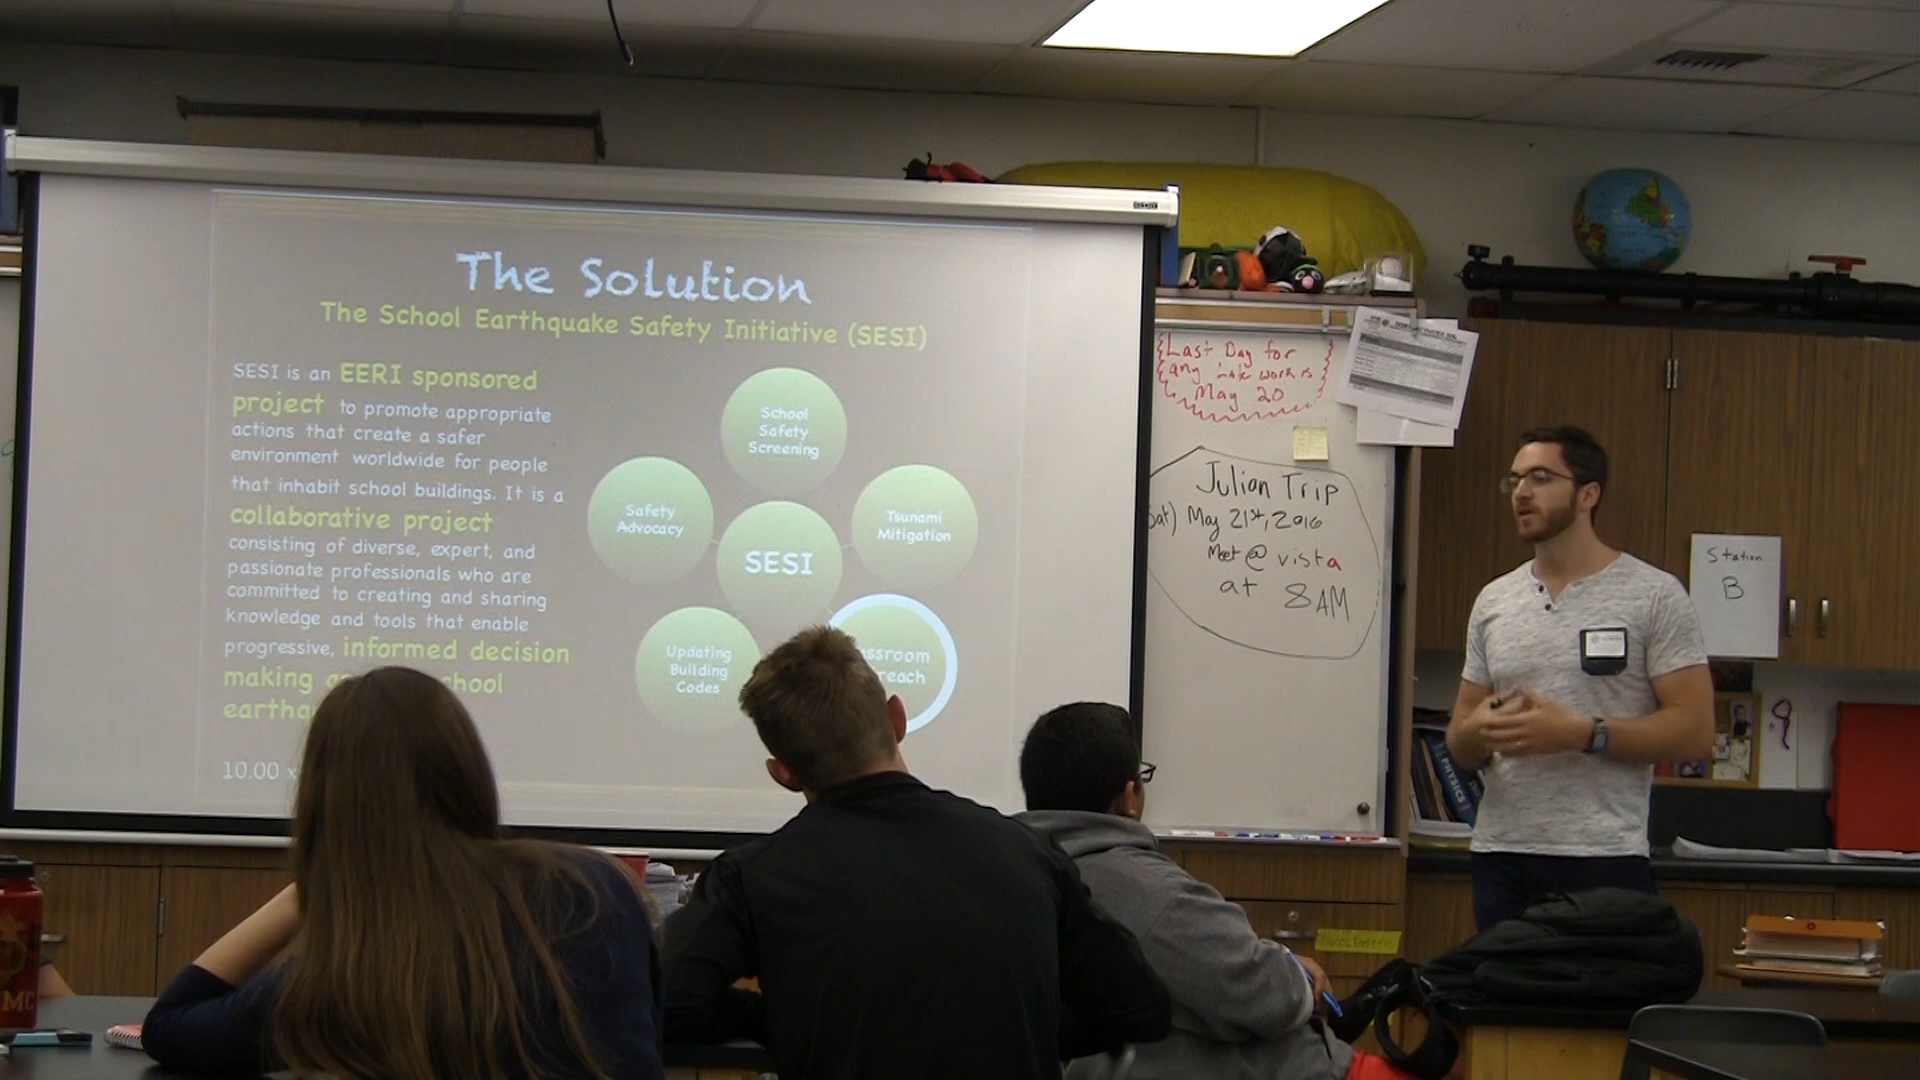 The Solution
The School Earthquake Safety Initiative (SESI)
SESI is an EERI sponsored
project to promote appropriate
actions that create a safer
environment worldwide for people
that inhabit school buildings. It is a
collaborative project
consisting of diverse, expert, and
passionate professionals who are
committed to creating and sharing
knowledge and tools that enable
progressive, informed decision
making
10.00 x
School
Safety
Screening
Safety
Advocacy
Tsunami
Mitigation
SESI
Updating
Building
Codes
Last Day for
any Late work is
May 20
Julian Trip
May 21st, 2016
Meet @ vista
at 8AM
Station
B
PHYSICS